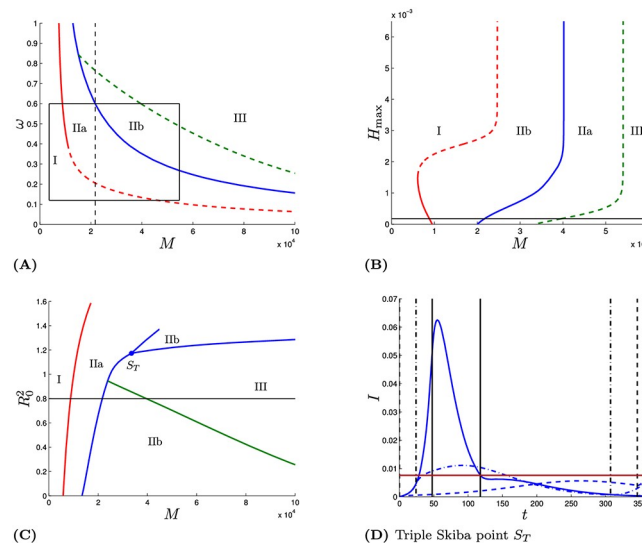 1
0.9
0.8
0.7
0.6
0.5
0.4
0.3
0.2
0.1
0
ω
I
IIa
IIb
III
0 2 4 6 8 10
x 10⁴
M
(A)
x 10⁻³
6
5
4
3
2
1
0
H_max
I
IIb
IIa
III
0 1 2 3 4 5
M
(B)
1.6
1.4
1.2
1
0.8
0.6
0.4
0.2
0
R₀²
I
IIa
IIb
S_T
III
IIb
0 2 4 6 8 10
x 10⁴
M
(C)
0.07
0.06
0.05
0.04
0.03
0.02
0.01
0
I
0 50 100 150 200 250 300
t
(D) Triple Skiba point S_T